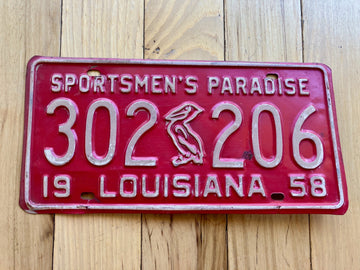 SPORTSMEN'S PARADISE
302 206
19 LOUISIANA 58